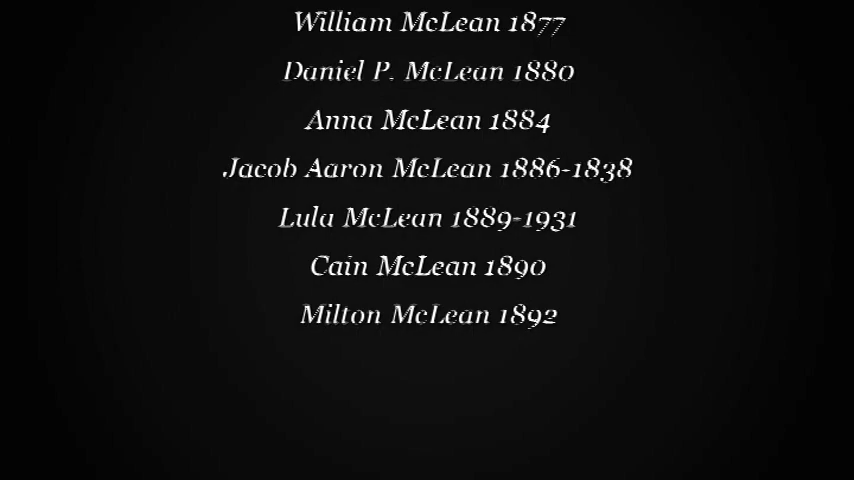 William McLean 1877
Daniel P. McLean 1880
Anna McLean 1884
Jacob Aaron McLean 1886-1838
Lula McLean 1889-1931
Cain McLean 1890
Milton McLean 1892